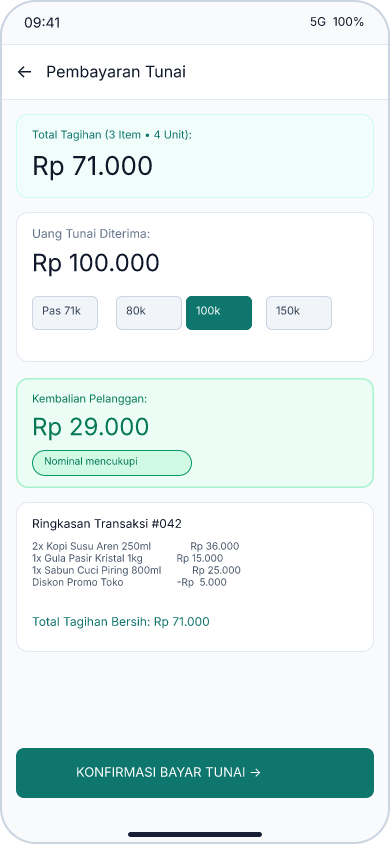 09:41 5G 100%
← Pembayaran Tunai
Total Tagihan (3 Item • 4 Unit):
Rp 71.000
Uang Tunai Diterima:
Rp 100.000
Pas 71k 80k 100k 150k
Kembalian Pelanggan:
Rp 29.000
Nominal mencukupi
Ringkasan Transaksi #042
2x Kopi Susu Aren 250ml Rp 36.000
1x Gula Pasir Kristal 1kg Rp 15.000
1x Sabun Cuci Piring 800ml Rp 25.000
Diskon Promo Toko -Rp 5.000
Total Tagihan Bersih: Rp 71.000
KONFIRMASI BAYAR TUNAI →